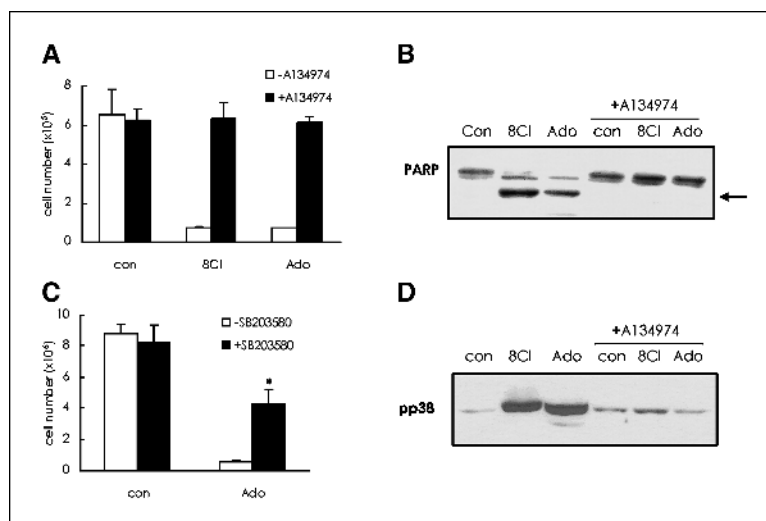 A
-A134974
+A134974
cell number (x10⁶)
8
6
4
2
0
con 8Cl Ado
B
+A134974
Con 8Cl Ado con 8Cl Ado
PARP
C
-SB203580
+SB203580
cell number (x10⁶)
10
8
6
4
2
0
*
con Ado
D
+A134974
con 8Cl Ado con 8Cl Ado
pp38